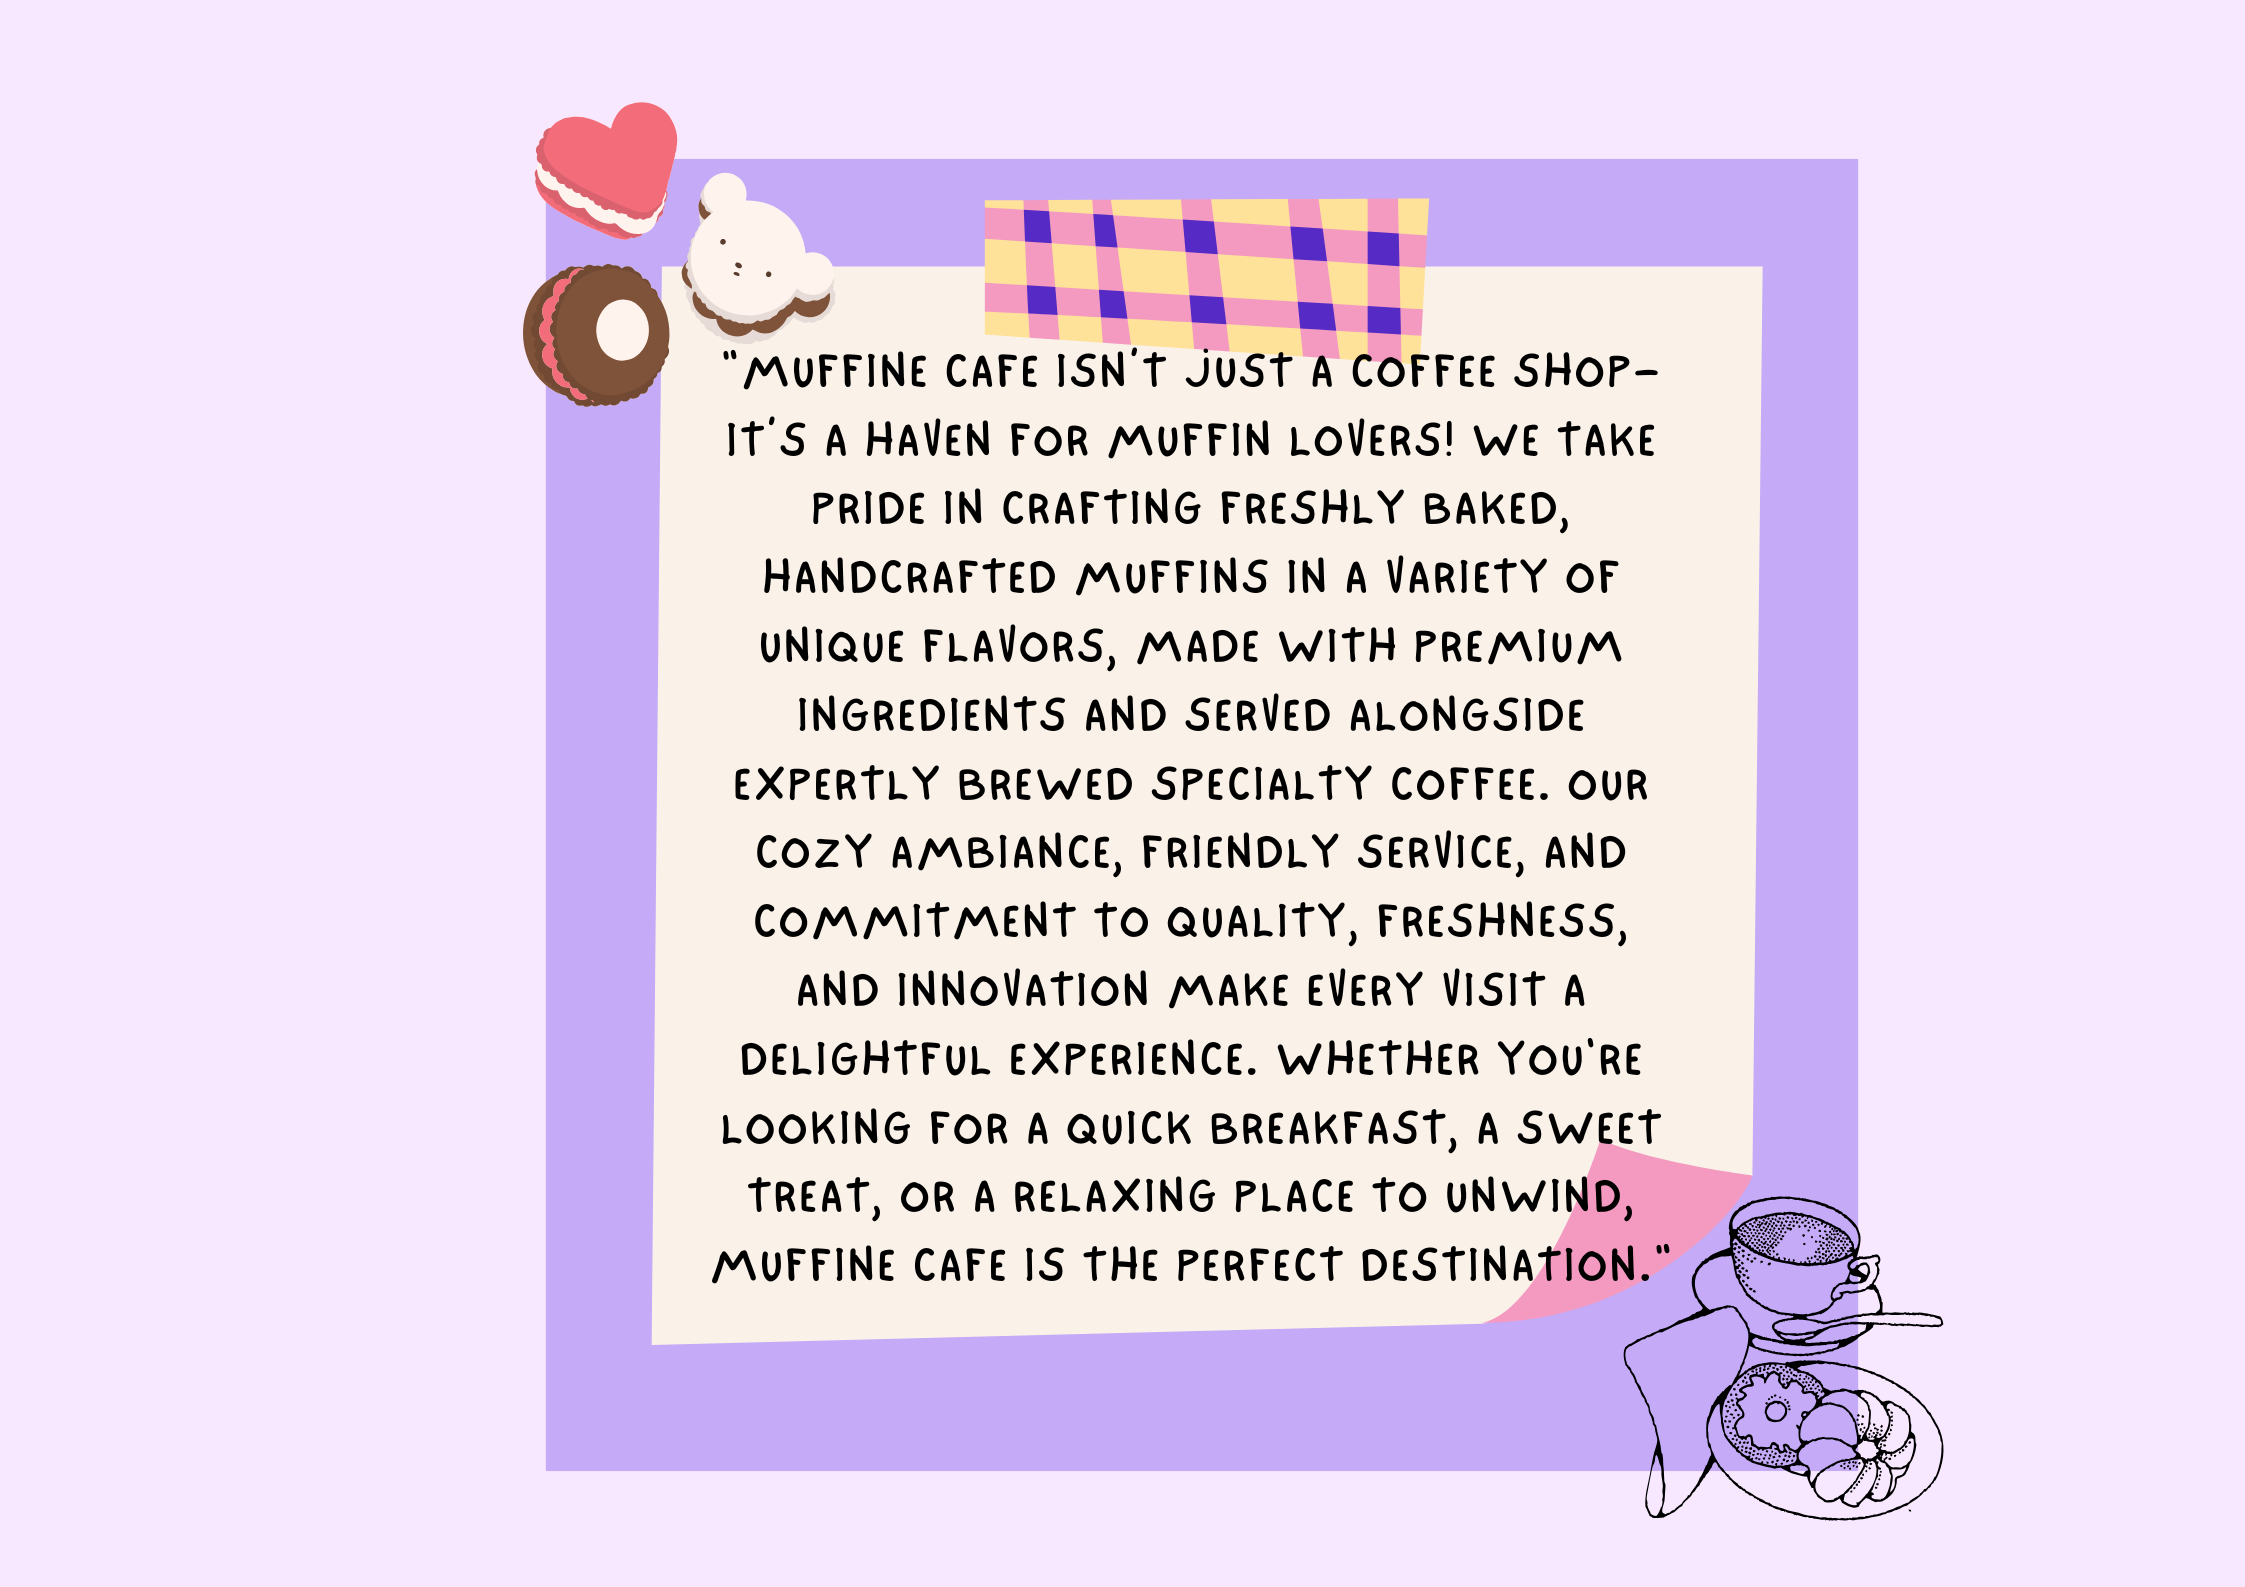 "MUFFINE CAFE ISN'T JUST A COFFEE SHOP-
IT'S A HAVEN FOR MUFFIN LOVERS! WE TAKE
PRIDE IN CRAFTING FRESHLY BAKED,
HANDCRAFTED MUFFINS IN A VARIETY OF
UNIQUE FLAVORS, MADE WITH PREMIUM
INGREDIENTS AND SERVED ALONGSIDE
EXPERTLY BREWED SPECIALTY COFFEE. OUR
COZY AMBIANCE, FRIENDLY SERVICE, AND
COMMITMENT TO QUALITY, FRESHNESS,
AND INNOVATION MAKE EVERY VISIT A
DELIGHTFUL EXPERIENCE. WHETHER YOU'RE
LOOKING FOR A QUICK BREAKFAST, A SWEET
TREAT, OR A RELAXING PLACE TO UNWIND,
MUFFINE CAFE IS THE PERFECT DESTINATION."